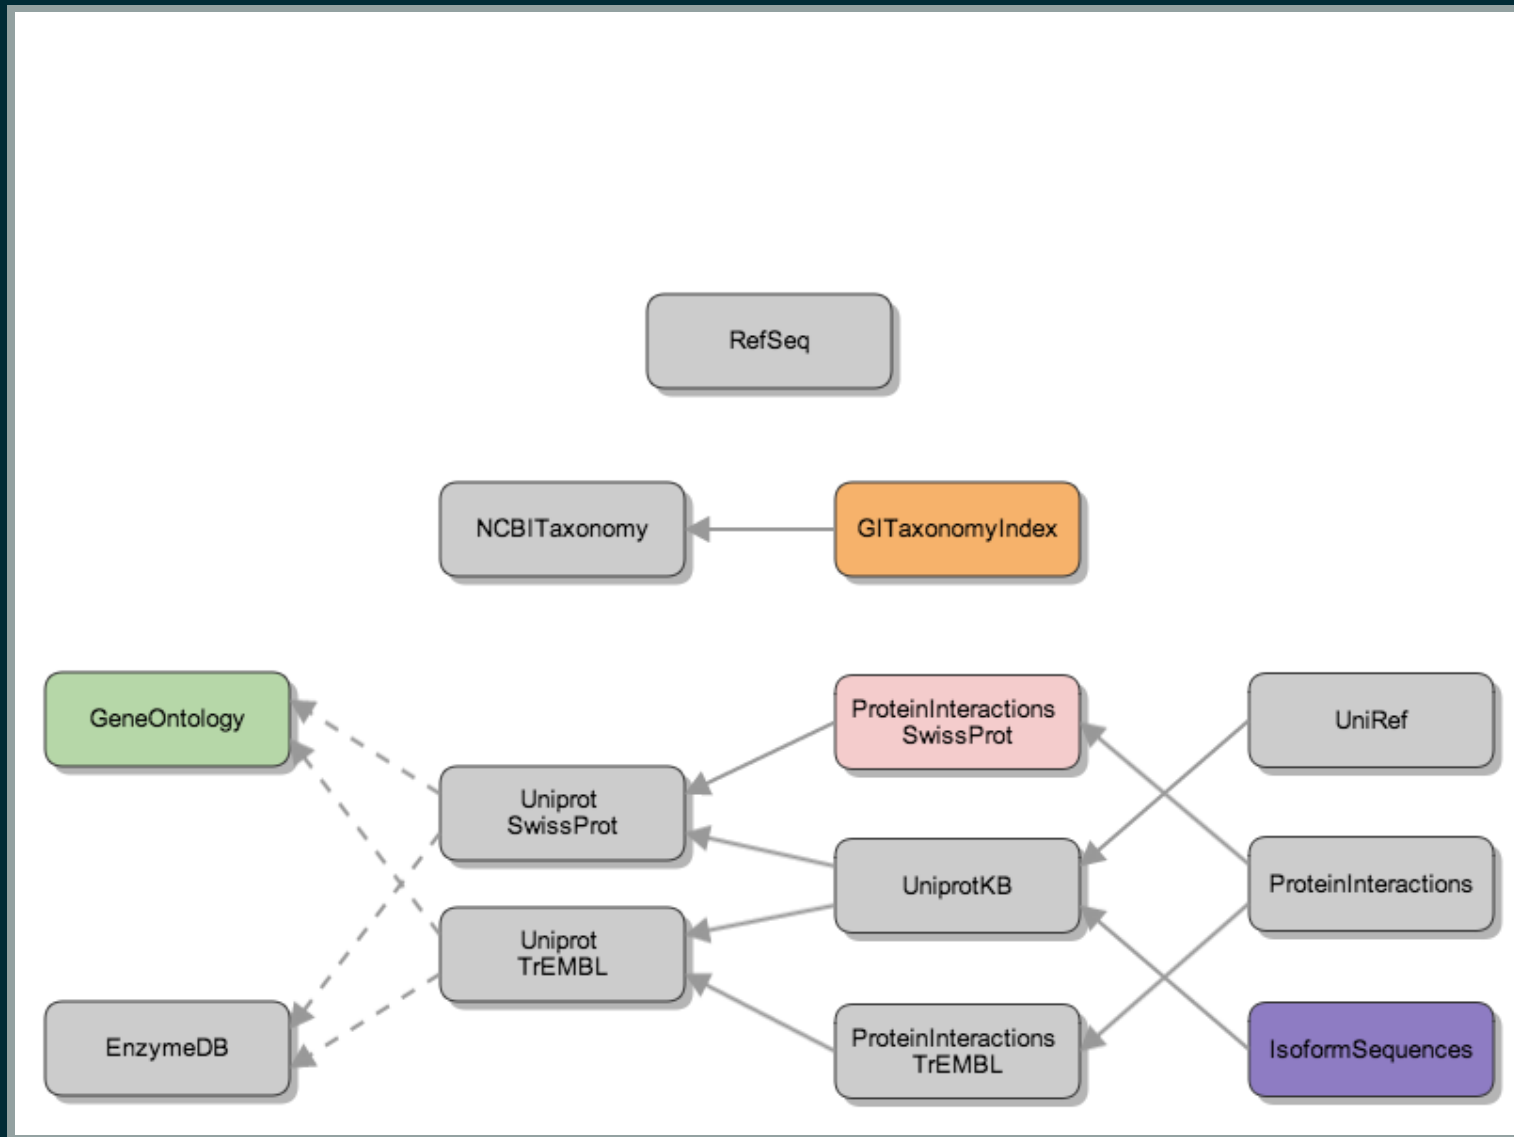 RefSeq
NCBITaxonomy
GITaxonomyIndex
GeneOntology
Uniprot
SwissProt
ProteinInteractions
SwissProt
UniRef
Uniprot
TrEMBL
UniprotKB
ProteinInteractions
EnzymeDB
ProteinInteractions
TrEMBL
IsoformSequences